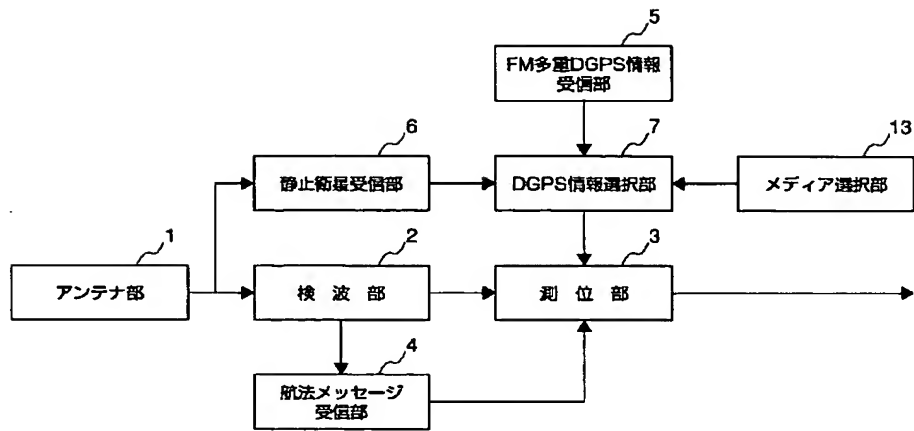 5
FM多重DGPS情報
受信部
6
7
13
静止衛星受信部
DGPS情報選択部
メディア選択部
1
2
3
アンテナ部
検波部
測位部
4
航法メッセージ
受信部